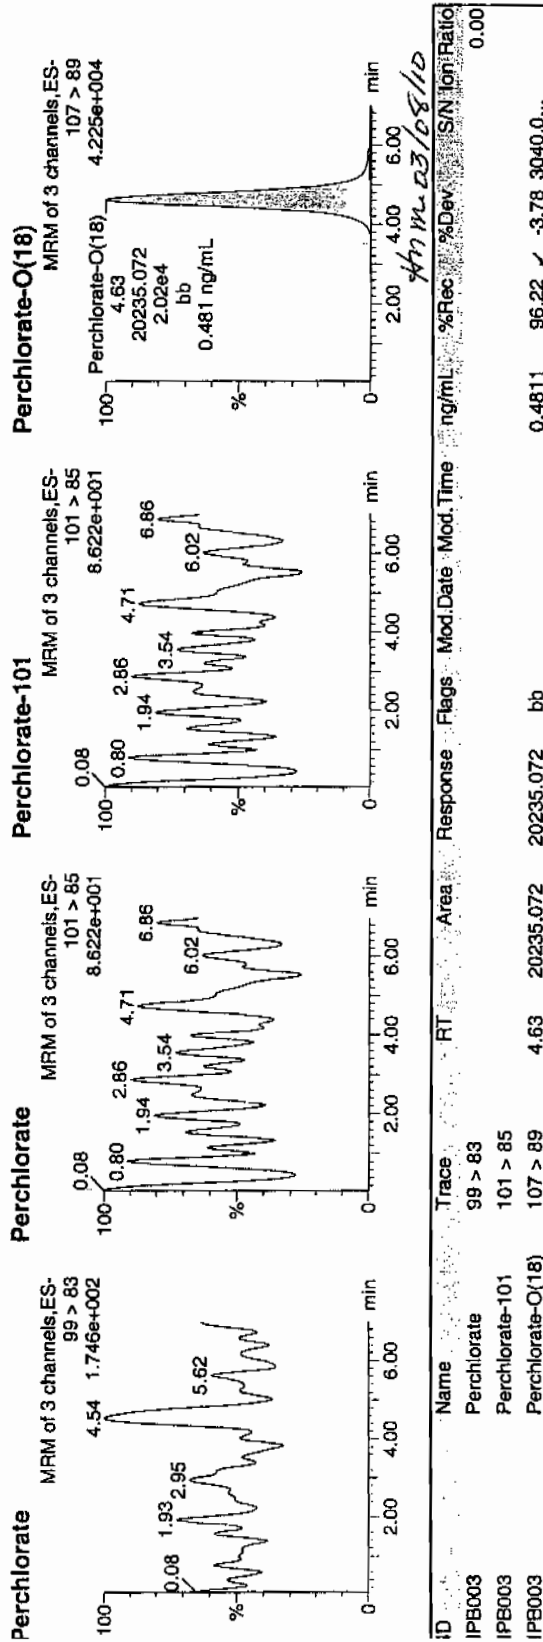 Perchlorate
MRM of 3 channels,ES-
99 > 83
1.746e+002
100
%
0
0.08
1.93
2.95
4.54
5.62
2.00
4.00
6.00
min
Perchlorate
MRM of 3 channels,ES-
101 > 85
8.622e+001
100
%
0
0.08
0.80
1.94
2.86
3.54
4.71
6.02
6.86
2.00
4.00
6.00
min
Perchlorate-101
MRM of 3 channels,ES-
101 > 85
8.622e+001
100
%
0
0.08
0.80
1.94
2.86
3.54
4.71
6.02
6.86
2.00
4.00
6.00
min
Perchlorate-O(18)
MRM of 3 channels,ES-
107 > 89
4.225e+004
100
%
0
Perchlorate-O(18)
4.63
20235.072
2.02e4
bb
0.481 ng/mL
2.00
4.00
6.00
min
03/08/10
ID Name Trace RT Area Response Flags Mod.Date Mod.Time ng/mL %Rec %Dev S/N Ion Ratio
IPB003 Perchlorate 99 > 83 0.00
IPB003 Perchlorate-101 101 > 85
IPB003 Perchlorate-O(18) 107 > 89 4.63 20235.072 20235.072 bb 0.4811 96.22 ✓ -3.78 3040.0...